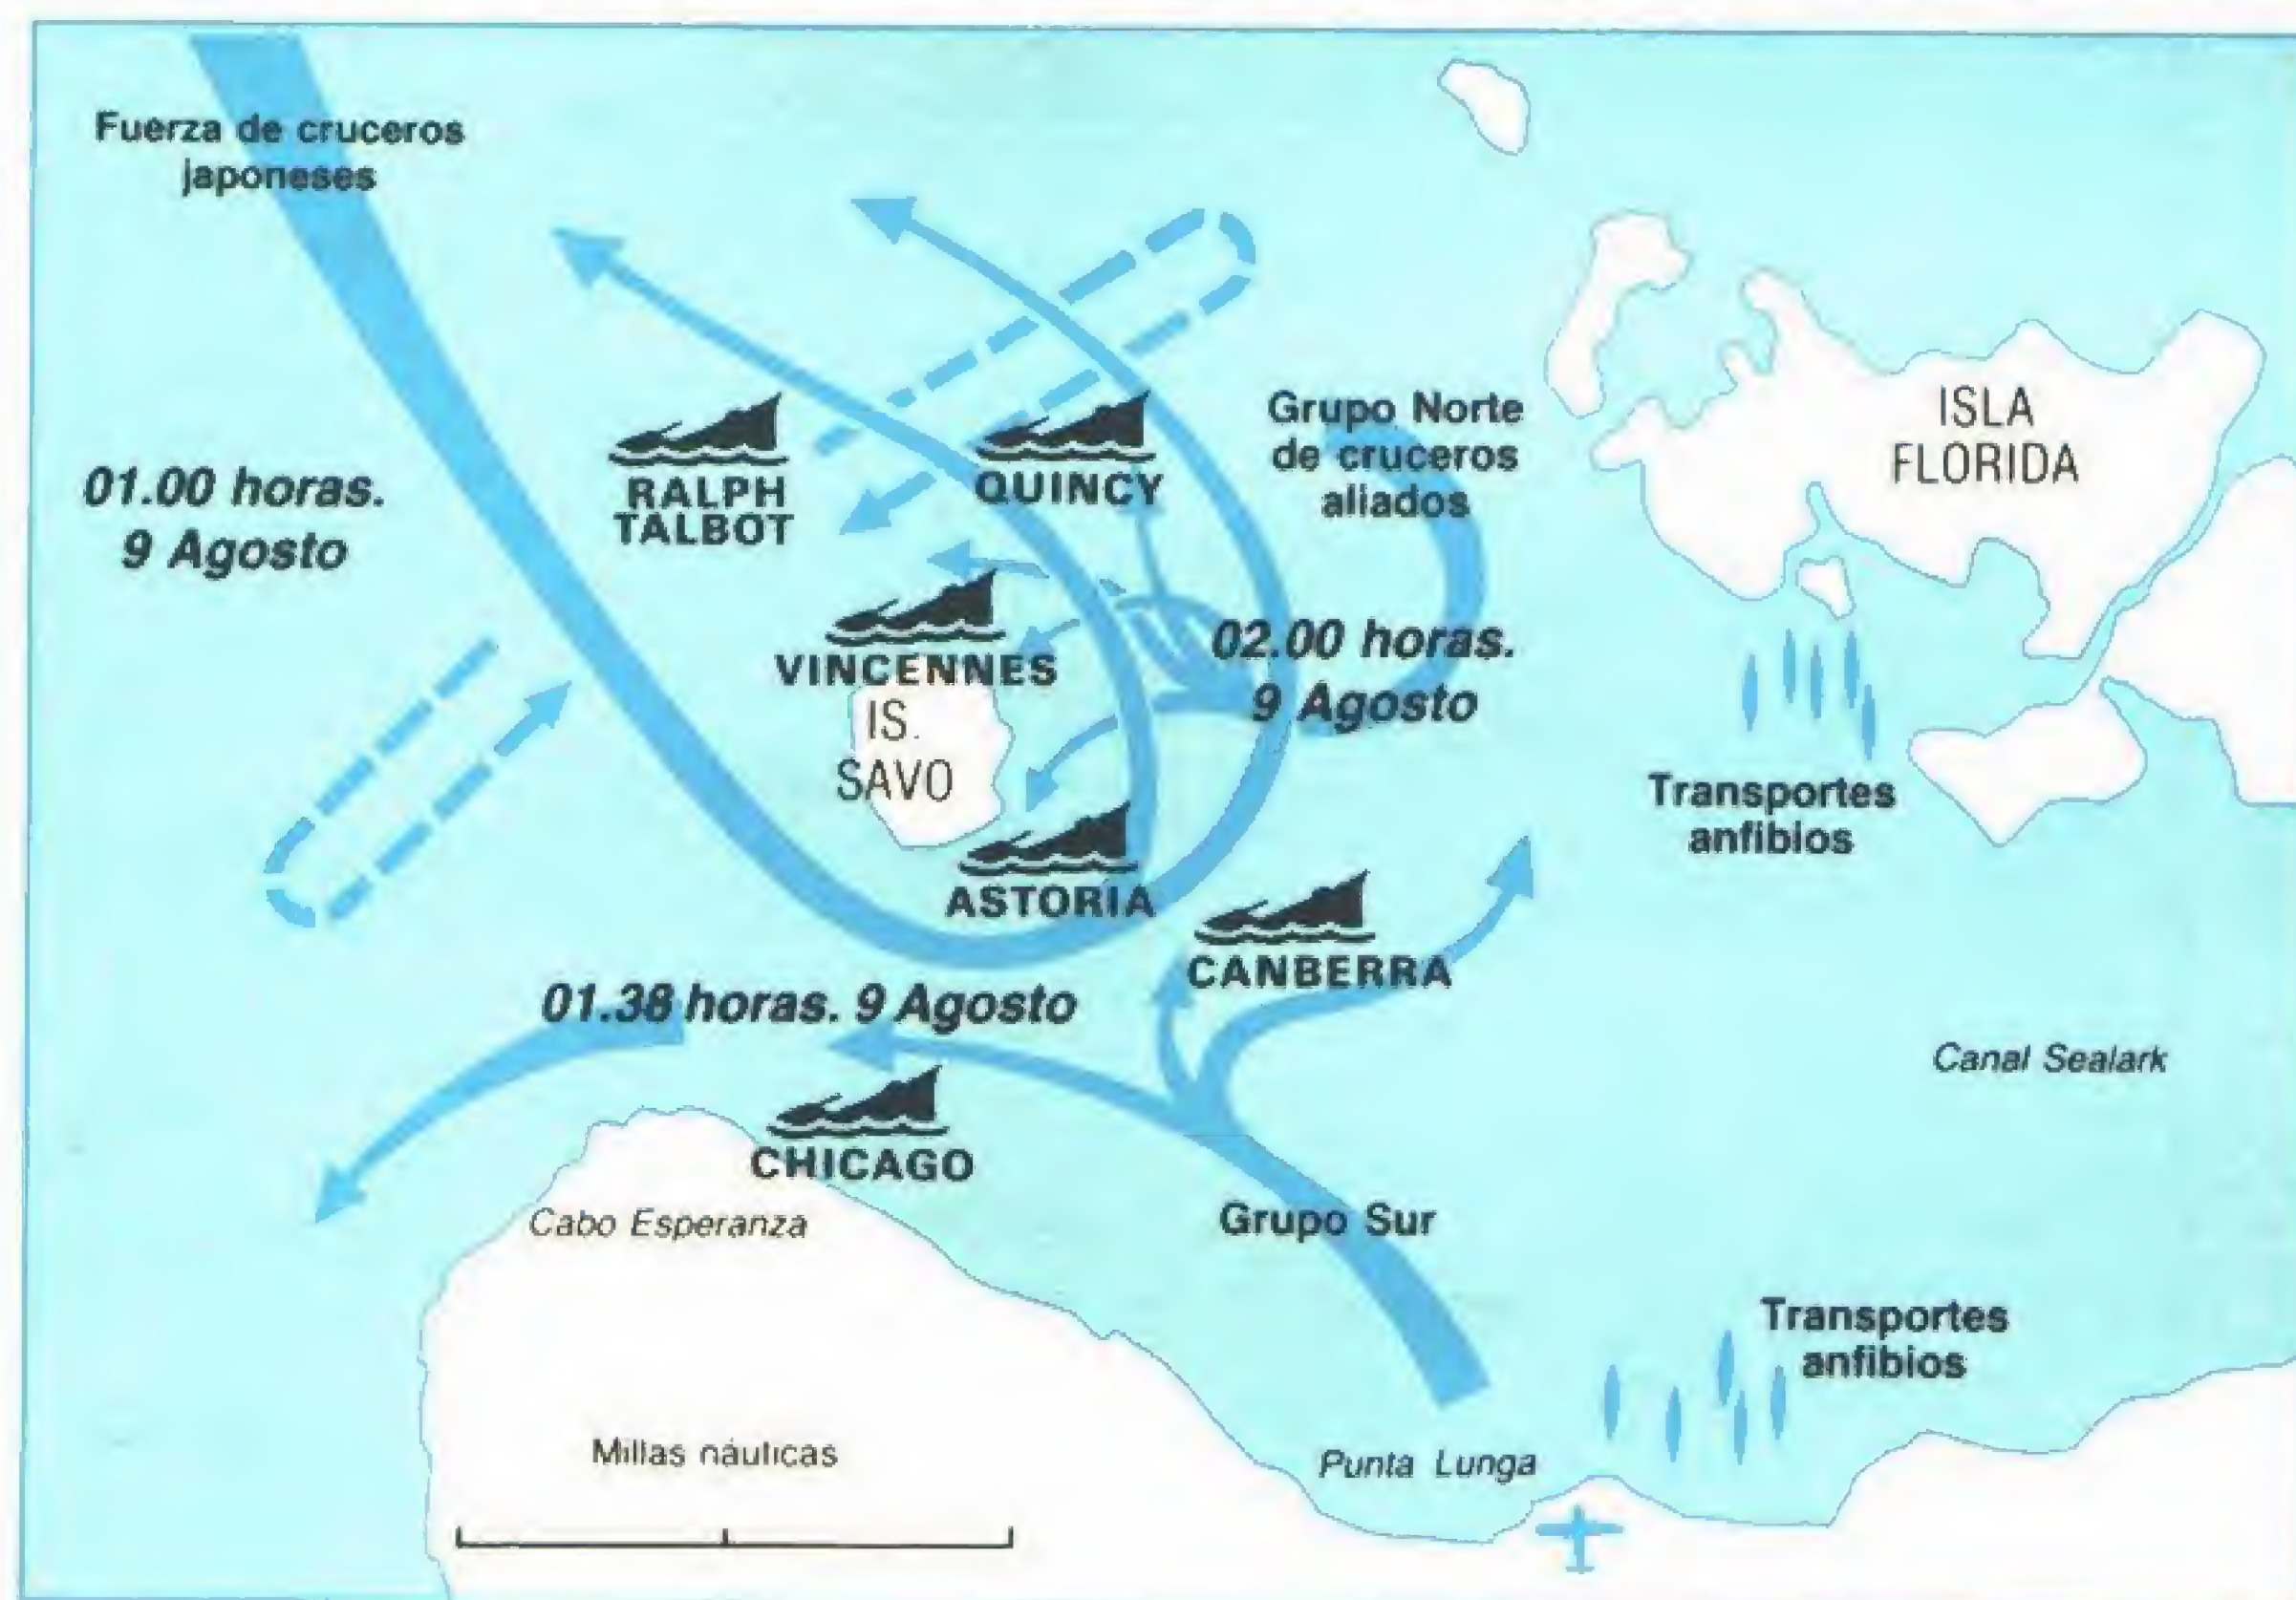 Fuerza de cruceros
japoneses
01.00 horas.
9 Agosto
RALPH
TALBOT
QUINCY
Grupo Norte
de cruceros
aliados
ISLA
FLORIDA
VINCENNES
IS.
SAVO
02.00 horas.
9 Agosto
Transportes
anfibios
ASTORIA
CANBERRA
01.38 horas. 9 Agosto
Canal Sealark
CHICAGO
Cabo Esperanza
Grupo Sur
Transportes
anfibios
Millas náuticas
Punta Lunga